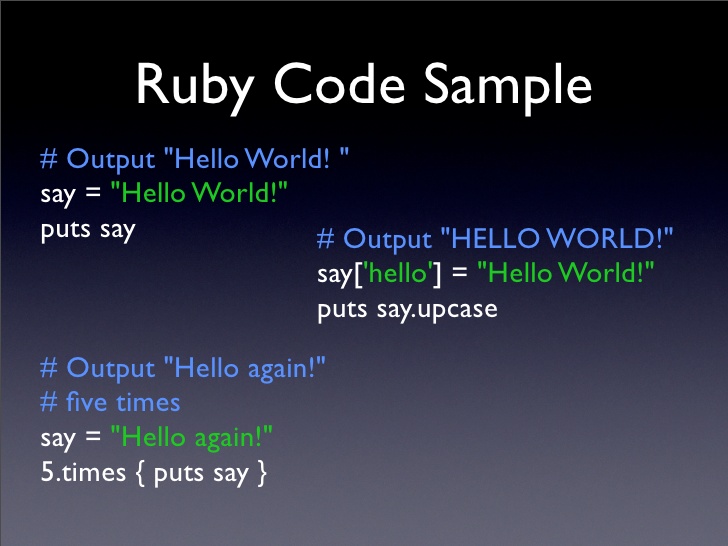 Ruby Code Sample
# Output "Hello World! "
say = "Hello World!"
puts say
# Output "HELLO WORLD!"
say['hello'] = "Hello World!"
puts say.upcase
# Output "Hello again!"
# five times
say = "Hello again!"
5.times { puts say }